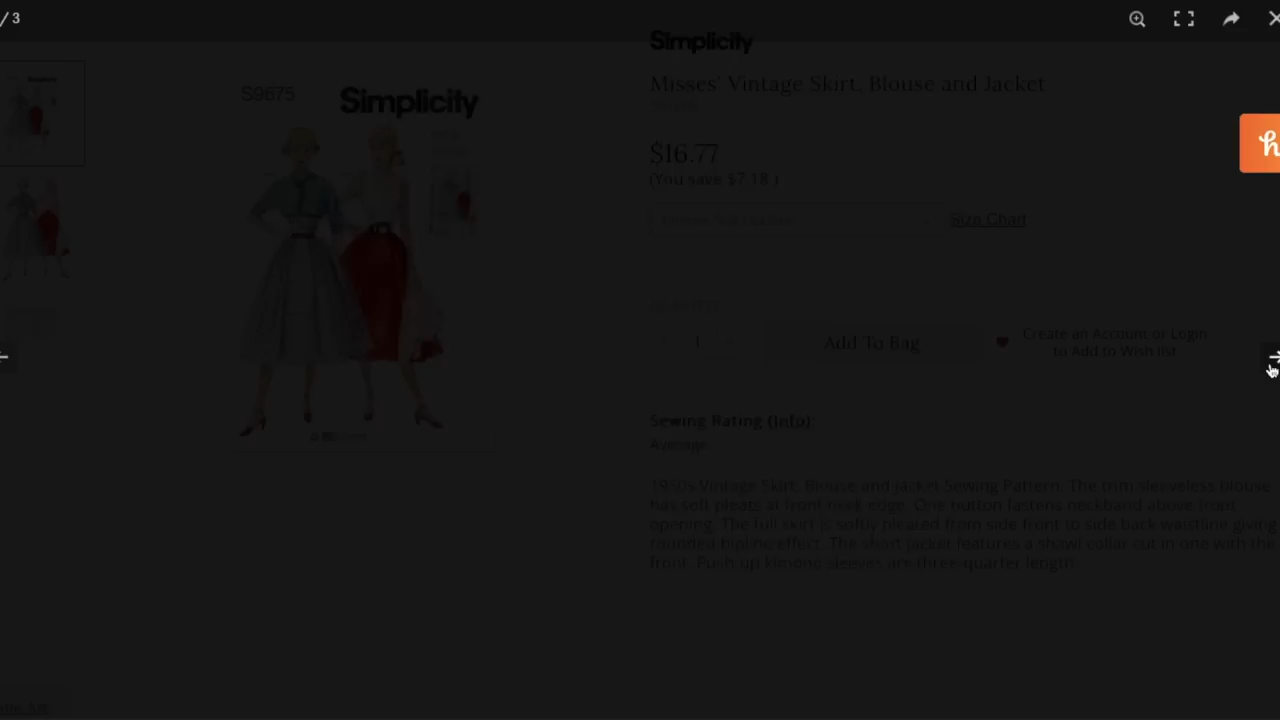 / 3
Simplicity
S9675
Simplicity
Misses' Vintage Skirt, Blouse and Jacket
$16.77
(You save $7.18 )
Size Chart
1
Add To Bag
Create an Account or Login
to Add to Wish list
Sewing Rating (Info):
Average
1950s Vintage Skirt, Blouse and Jacket Sewing Pattern. The trim sleeveless blouse
has soft pleats at front neck edge. One button fastens neckband above front
opening. The full skirt is softly pleated from side front to side back waistline giving
rounded hipline effect. The short jacket features a shawl collar cut in one with the
front. Push up kimono sleeves are three-quarter length.
h